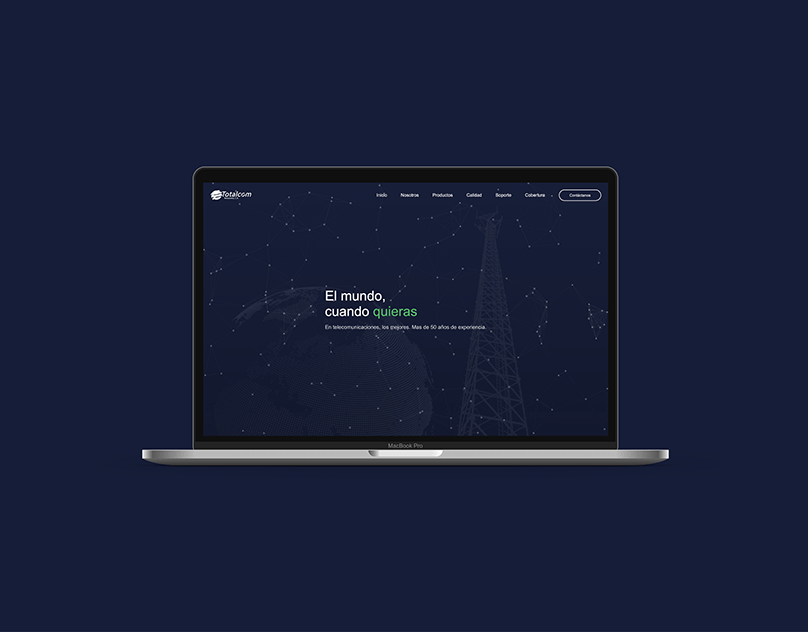 Totalcom
Inicio
Nosotros
Productos
Calidad
Soporte
Cobertura
Contáctanos
El mundo,
cuando quieras
En telecomunicaciones, los mejores. Mas de 50 años de experiencia.
MacBook Pro